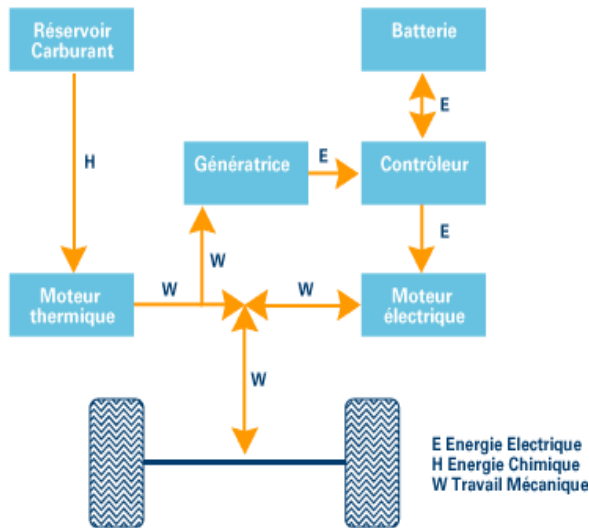 Réservoir
Carburant
Batterie
E
H
Génératrice
E
Contrôleur
E
W
Moteur
thermique
W
W
Moteur
électrique
W
E Energie Electrique
H Energie Chimique
W Travail Mécanique